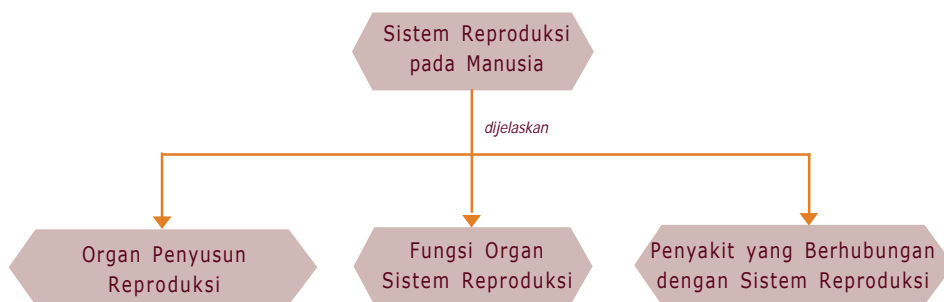 Sistem Reproduksi
pada Manusia
dijelaskan
Organ Penyusun
Reproduksi
Fungsi Organ
Sistem Reproduksi
Penyakit yang Berhubungan
dengan Sistem Reproduksi